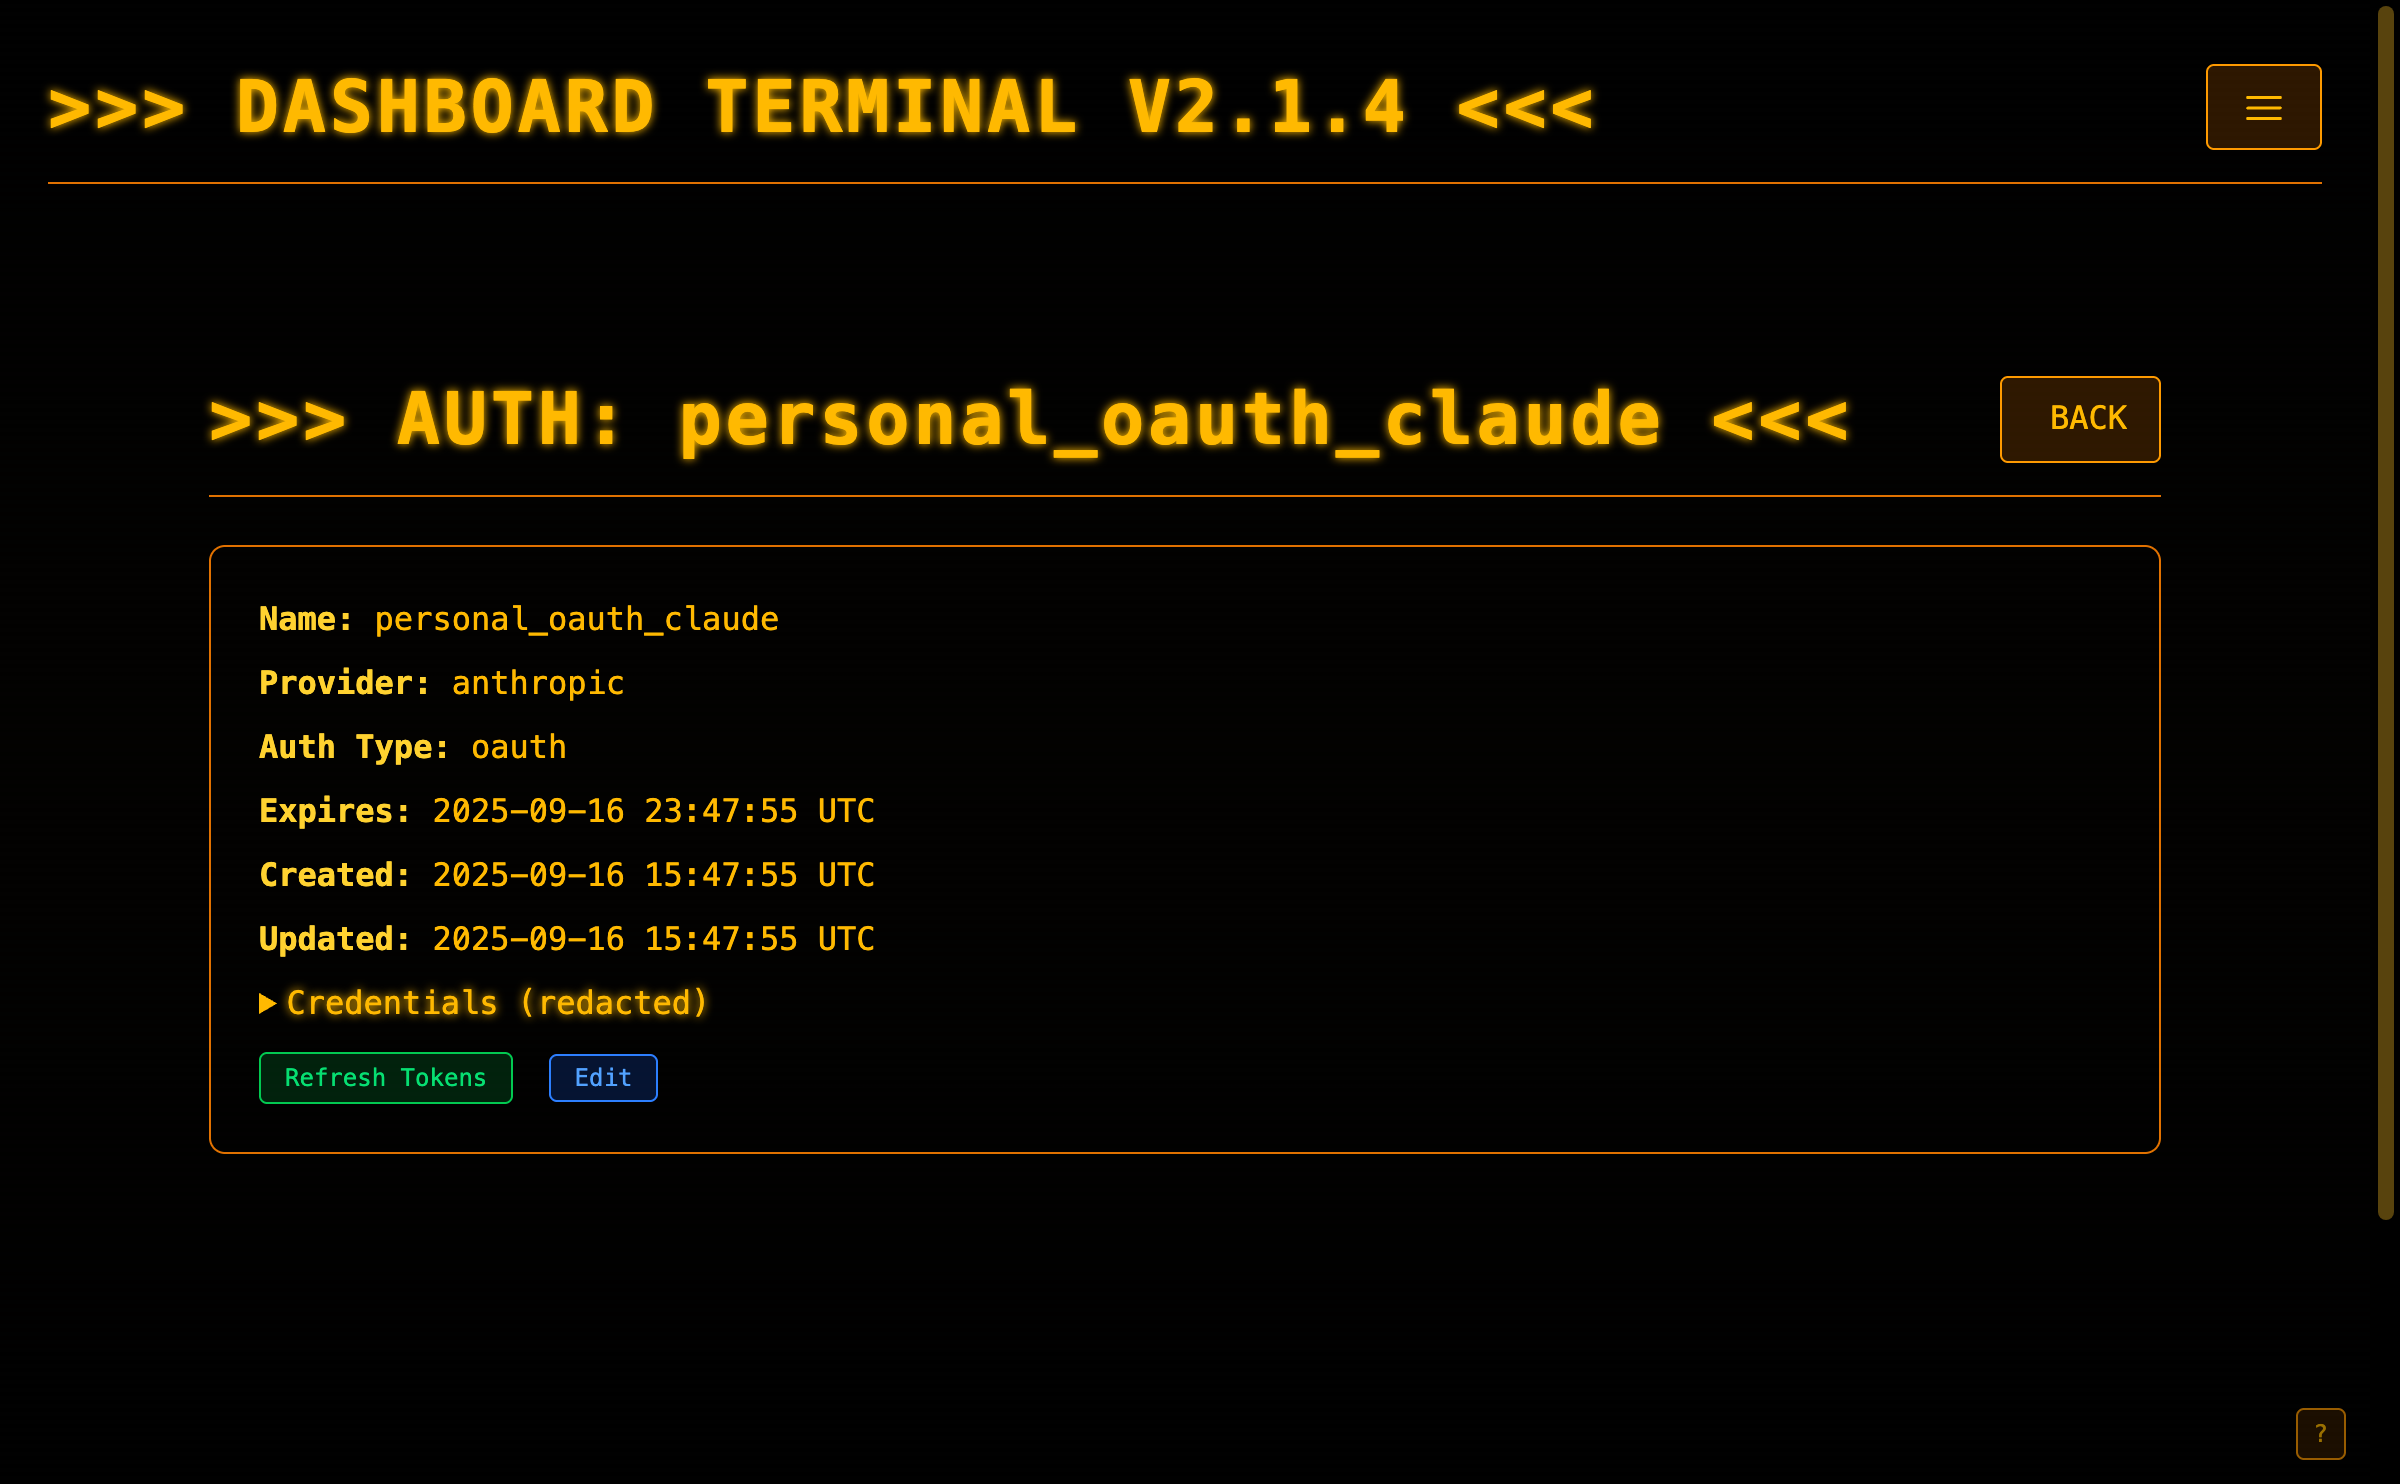 >>> DASHBOARD TERMINAL V2.1.4 <<<
>>> AUTH: personal_oauth_claude <<<
BACK
Name: personal_oauth_claude
Provider: anthropic
Auth Type: oauth
Expires: 2025-09-16 23:47:55 UTC
Created: 2025-09-16 15:47:55 UTC
Updated: 2025-09-16 15:47:55 UTC
Credentials (redacted)
Refresh Tokens
Edit
?